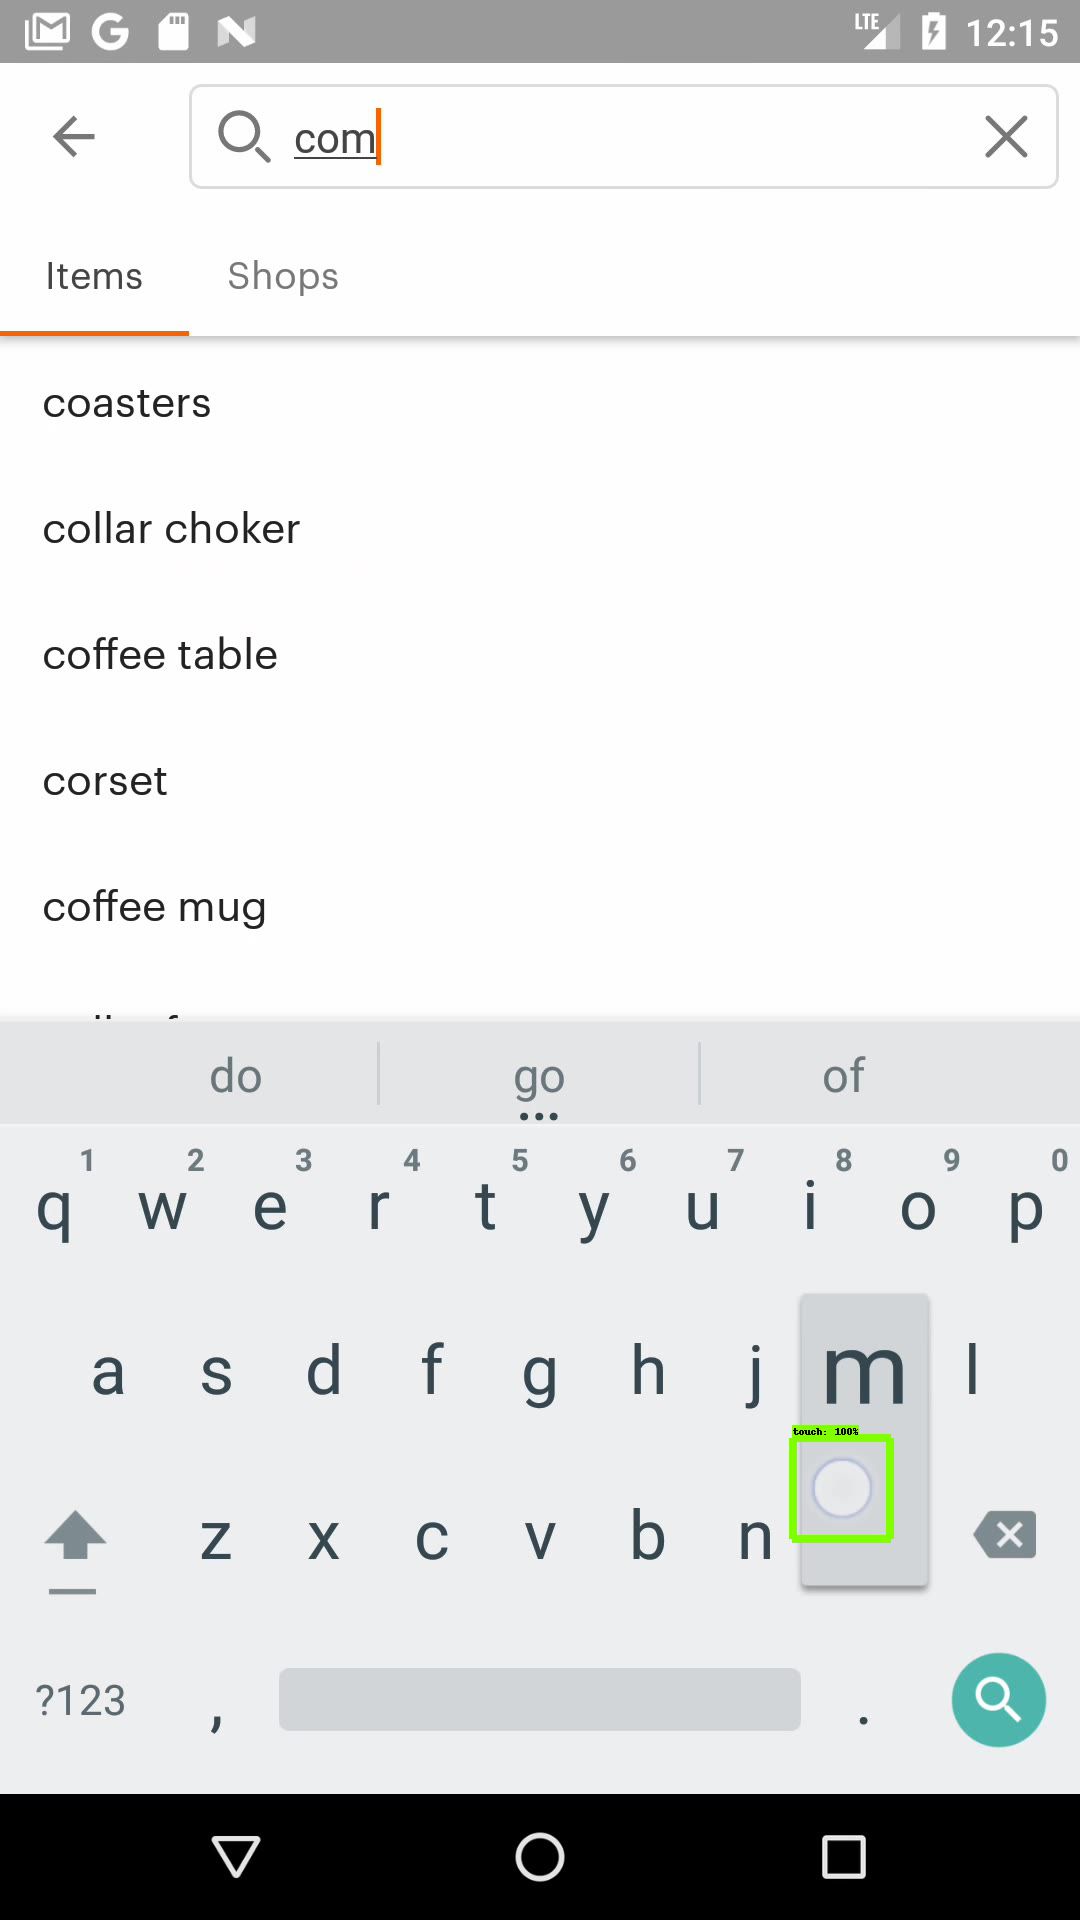 LTE 12:15
com
Items Shops
coasters
collar choker
coffee table
corset
coffee mug
do go of
1 2 3 4 5 6 7 8 9 0
q w e r t y u i o p
a s d f g h j m l
touch: 100%
z x c v b n
?123 , .